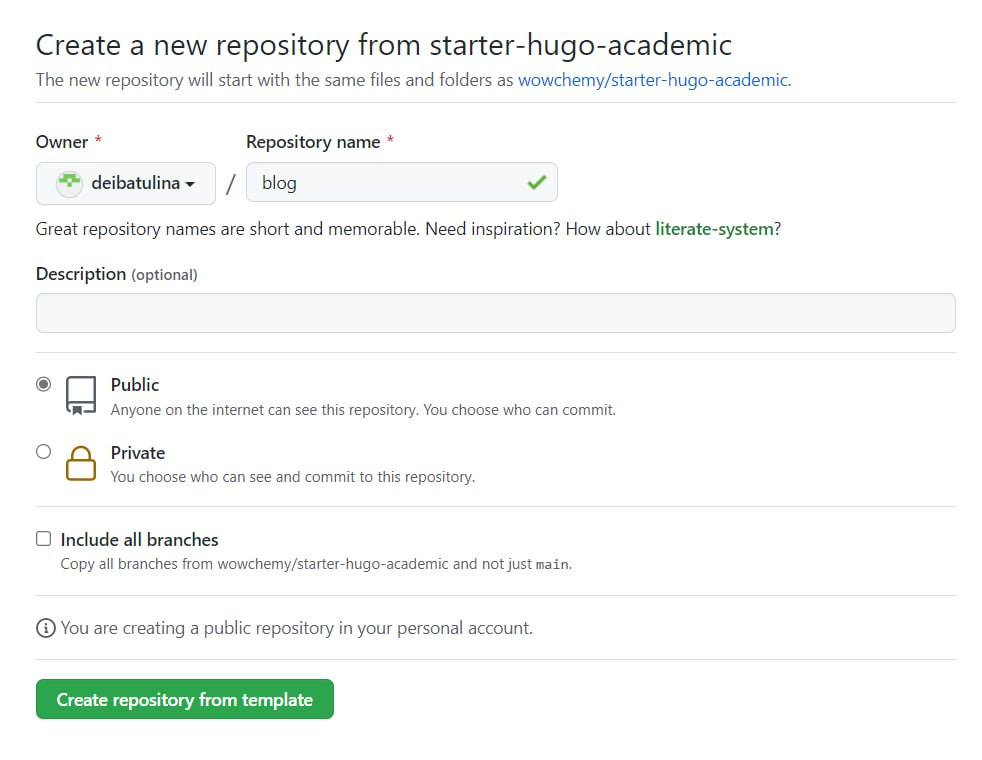 Create a new repository from starter-hugo-academic
The new repository will start with the same files and folders as wowchemy/starter-hugo-academic.
Owner * Repository name *
deibatulina / blog
Great repository names are short and memorable. Need inspiration? How about literate-system?
Description (optional)
Public
Anyone on the internet can see this repository. You choose who can commit.
Private
You choose who can see and commit to this repository.
Include all branches
Copy all branches from wowchemy/starter-hugo-academic and not just main.
You are creating a public repository in your personal account.
Create repository from template